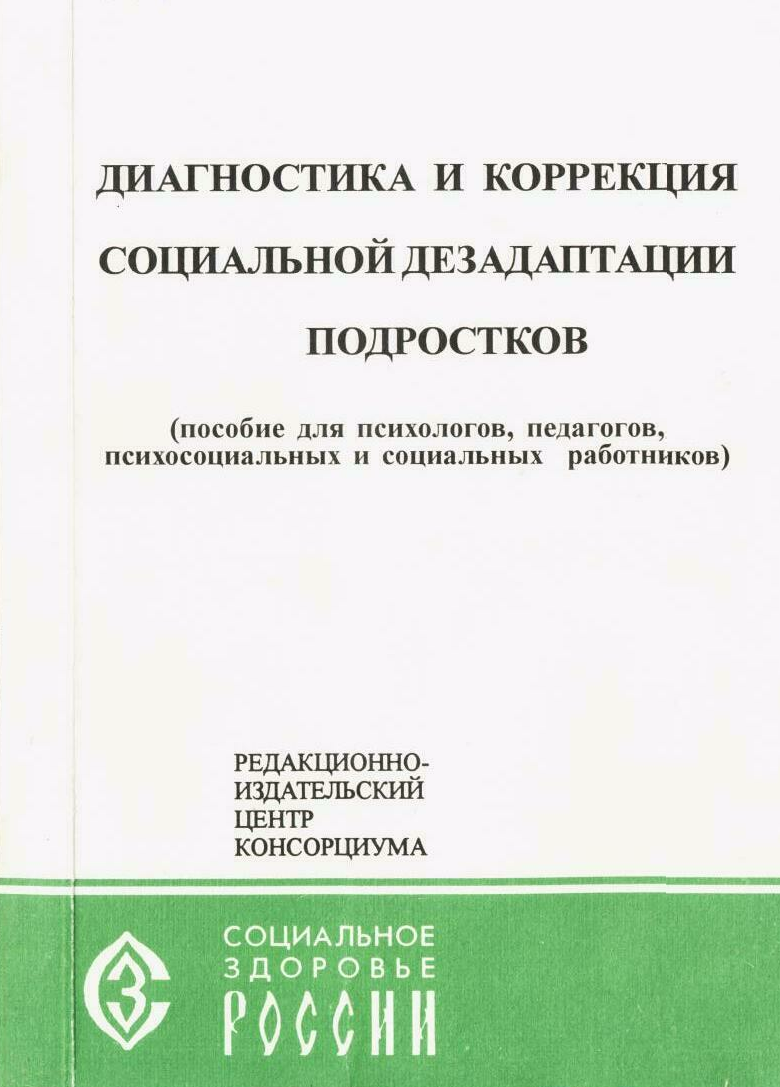 ДИАГНОСТИКА И КОРРЕКЦИЯ
СОЦИАЛЬНОЙ ДЕЗАДАПТАЦИИ
ПОДРОСТКОВ
(пособие для психологов, педагогов,
психосоциальных и социальных работников)
РЕДАКЦИОННО-
ИЗДАТЕЛЬСКИЙ
ЦЕНТР
КОНСОРЦИУМА
СОЦИАЛЬНОЕ
ЗДОРОВЬЕ
РОССИИ
СЗ